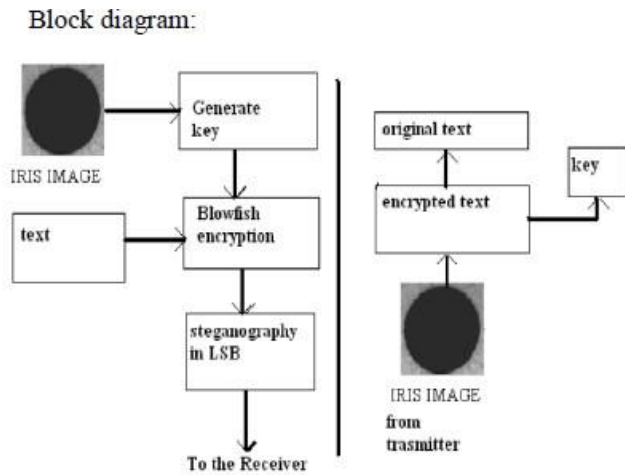 Block diagram:
Generate
key
IRIS IMAGE
text
Blowfish
encryption
steganography
in LSB
To the Receiver
original text
key
encrypted text
IRIS IMAGE
from
trasmitter